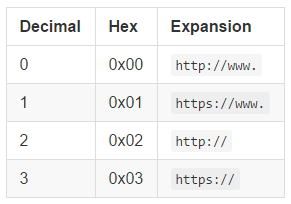 Decimal Hex Expansion
0 0x00 http://www.
1 0x01 https://www.
2 0x02 http://
3 0x03 https://